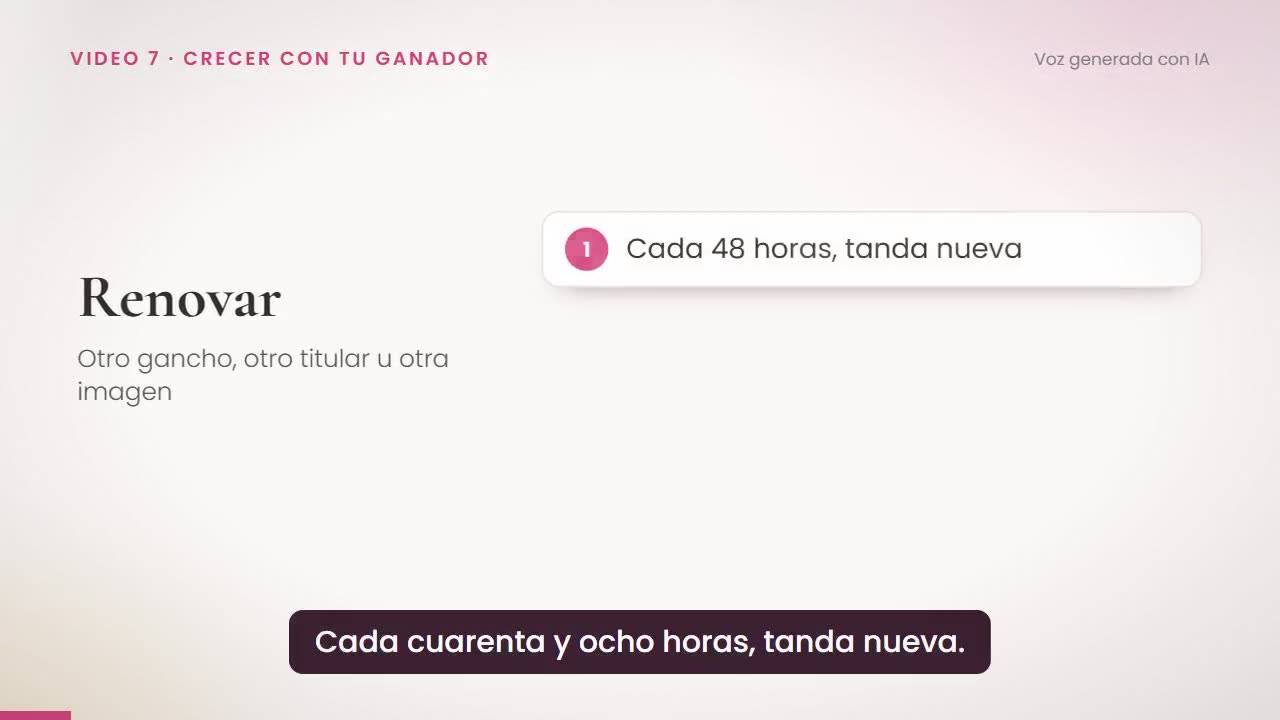 VIDEO 7 · CRECER CON TU GANADOR
Voz generada con IA
Renovar
Otro gancho, otro titular u otra
imagen
1 Cada 48 horas, tanda nueva
Cada cuarenta y ocho horas, tanda nueva.